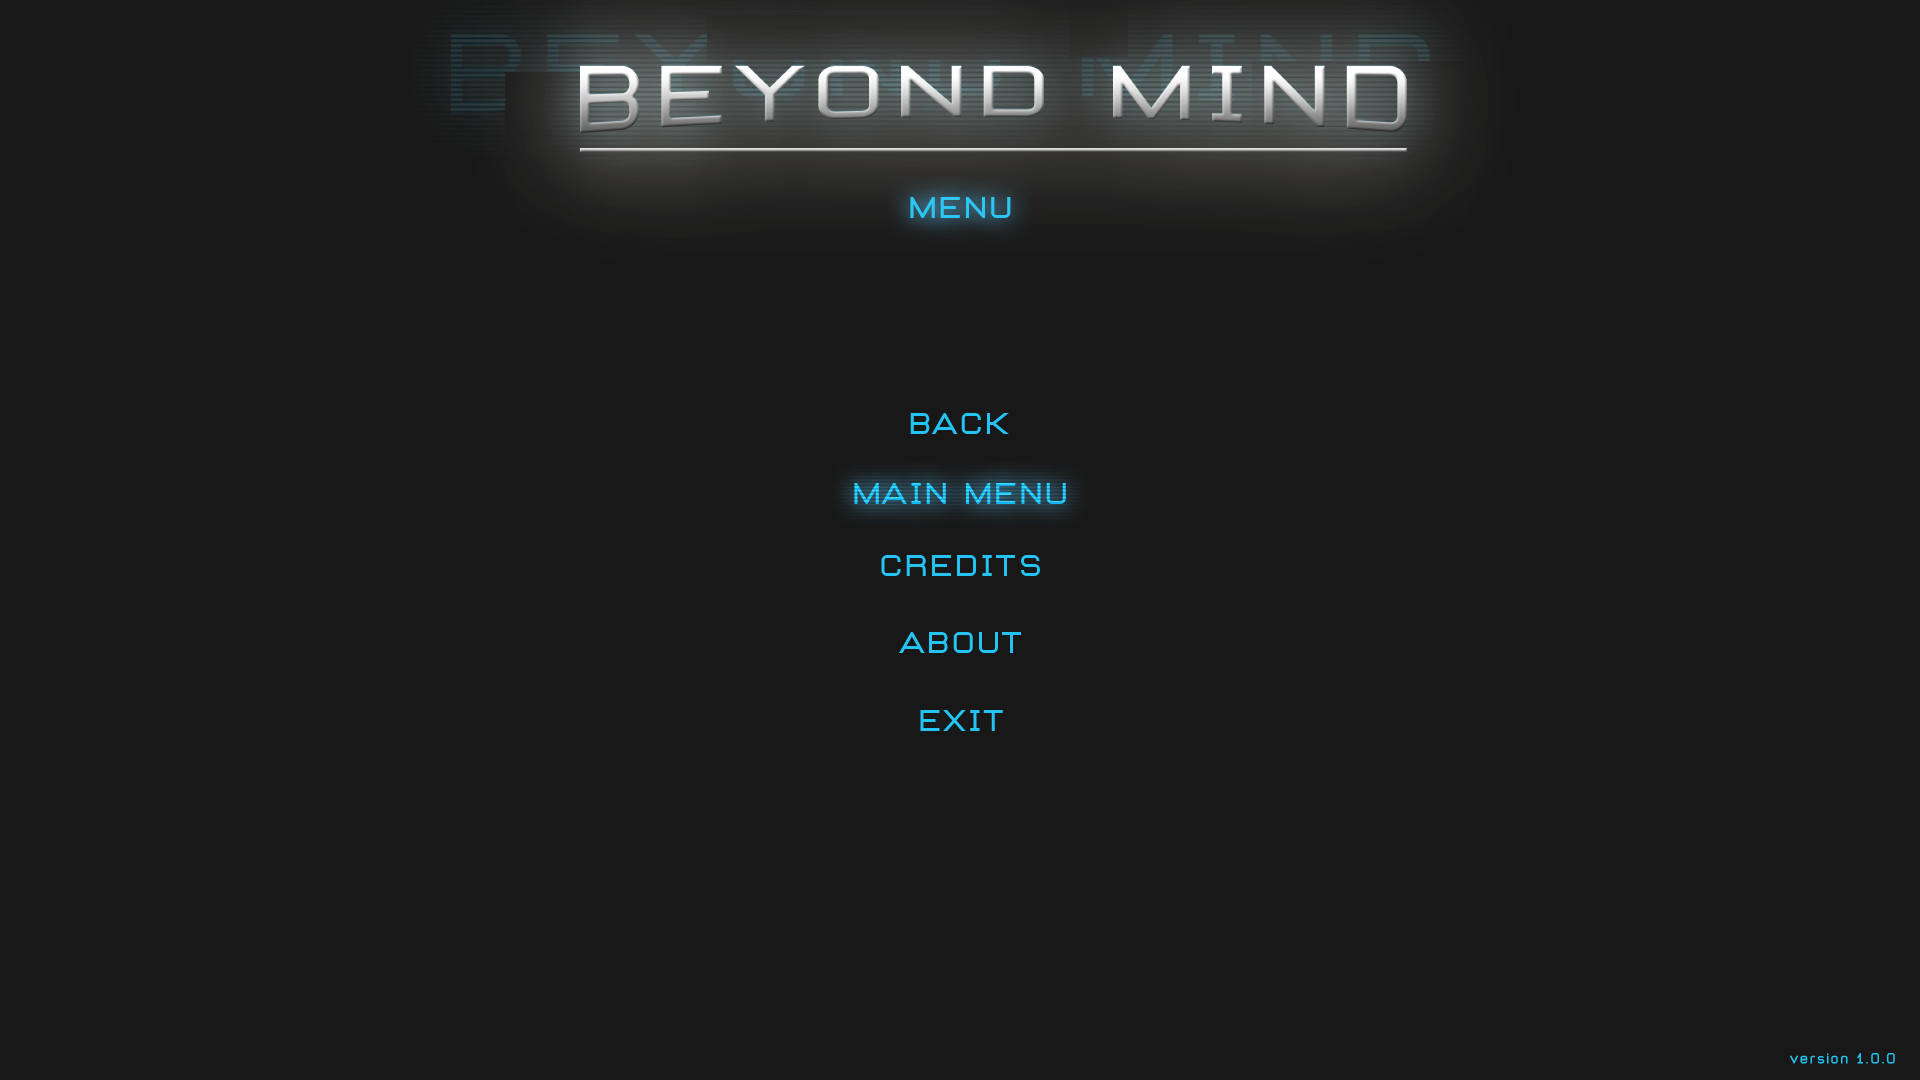 BEYOND MIND
MENU
BACK
MAIN MENU
CREDITS
ABOUT
EXIT
version 1.0.0